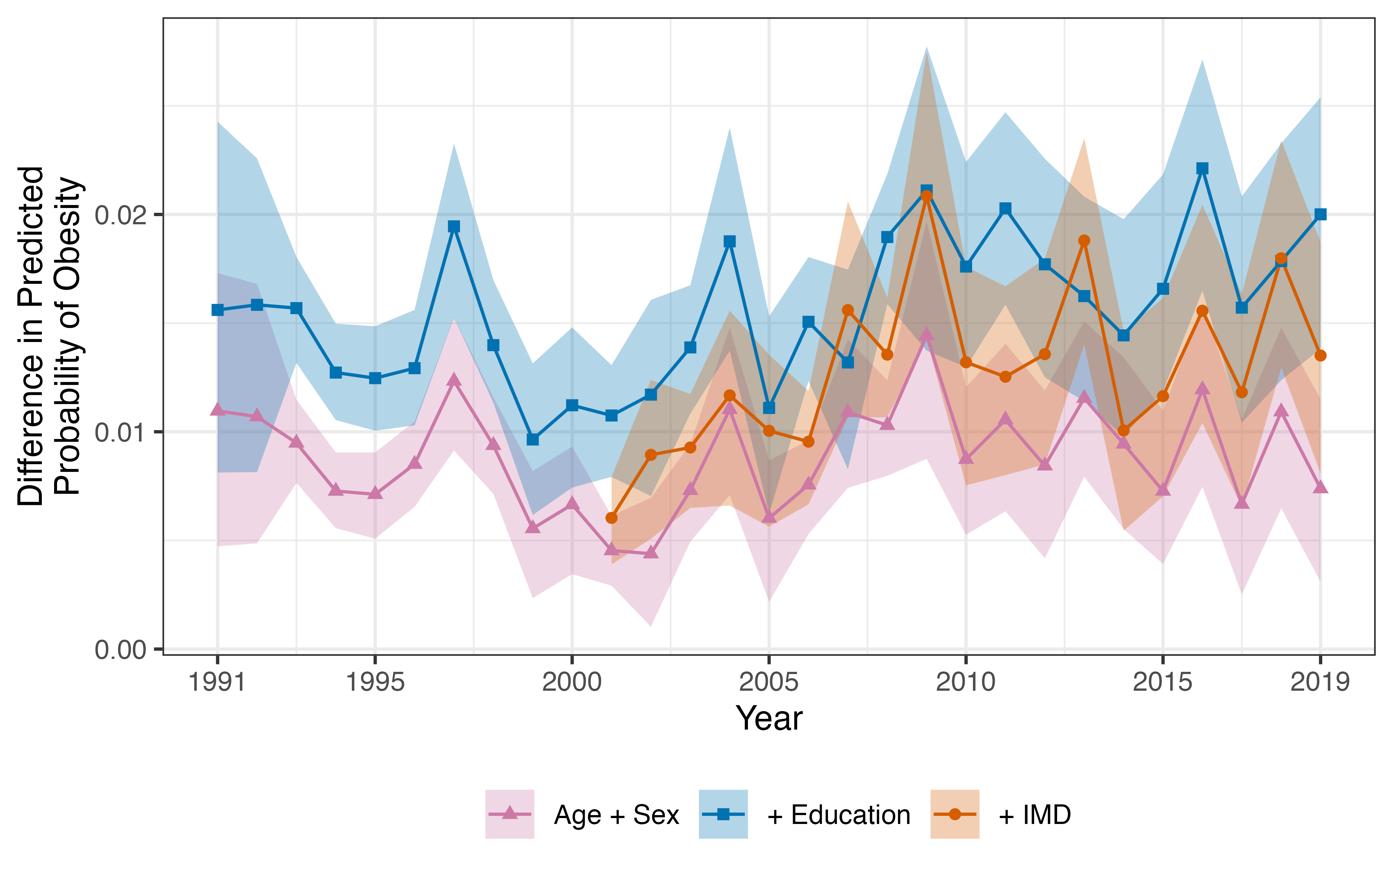 Difference in Predicted
Probability of Obesity
0.02
0.01
0.00
1991 1995 2000 2005 2010 2015 2019
Year
Age + Sex + Education + IMD